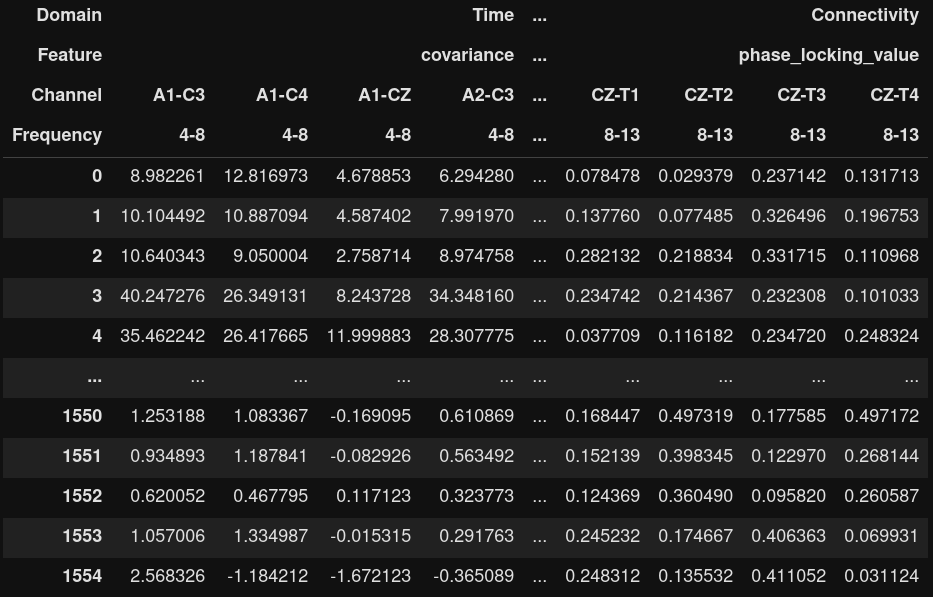 Domain Time ... Connectivity
Feature covariance ... phase_locking_value
Channel A1-C3 A1-C4 A1-CZ A2-C3 ... CZ-T1 CZ-T2 CZ-T3 CZ-T4
Frequency 4-8 4-8 4-8 4-8 ... 8-13 8-13 8-13 8-13
0 8.982261 12.816973 4.678853 6.294280 ... 0.078478 0.029379 0.237142 0.131713
1 10.104492 10.887094 4.587402 7.991970 ... 0.137760 0.077485 0.326496 0.196753
2 10.640343 9.050004 2.758714 8.974758 ... 0.282132 0.218834 0.331715 0.110968
3 40.247276 26.349131 8.243728 34.348160 ... 0.234742 0.214367 0.232308 0.101033
4 35.462242 26.417665 11.999883 28.307775 ... 0.037709 0.116182 0.234720 0.248324
... ... ... ... ... ... ... ... ... ...
1550 1.253188 1.083367 -0.169095 0.610869 ... 0.168447 0.497319 0.177585 0.497172
1551 0.934893 1.187841 -0.082926 0.563492 ... 0.152139 0.398345 0.122970 0.268144
1552 0.620052 0.467795 0.117123 0.323773 ... 0.124369 0.360490 0.095820 0.260587
1553 1.057006 1.334987 -0.015315 0.291763 ... 0.245232 0.174667 0.406363 0.069931
1554 2.568326 -1.184212 -1.672123 -0.365089 ... 0.248312 0.135532 0.411052 0.031124